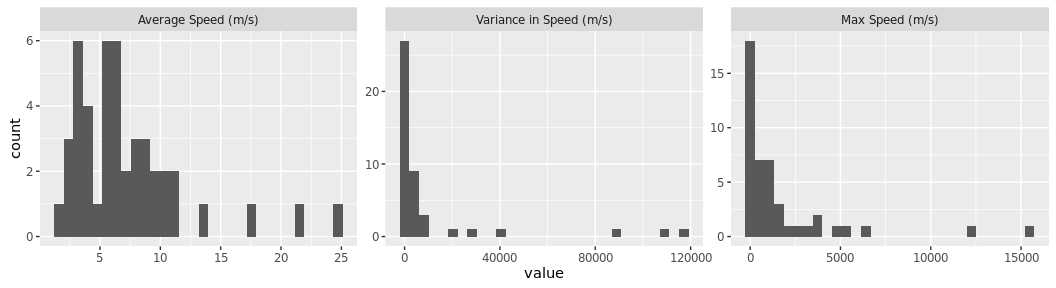 Average Speed (m/s)
Variance in Speed (m/s)
Max Speed (m/s)
count
6
4
2
0
20
10
0
15
10
5
0
5 10 15 20 25
0 40000 80000 120000
0 5000 10000 15000
value